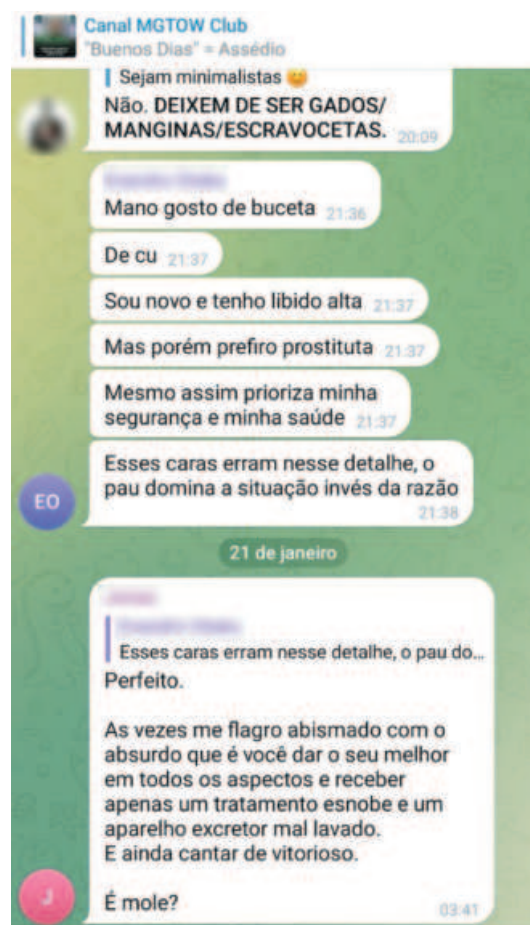 Canal MGTOW Club
"Buenos Dias" = Assédio
Sejam minimalistas
Não. DEIXEM DE SER GADOS/
MANGINAS/ESCRAVOCETAS.
20:09
Mano gosto de buceta 21:36
De cu 21:37
Sou novo e tenho libido alta 21:37
Mas porém prefiro prostituta 21:37
Mesmo assim prioriza minha
segurança e minha saúde 21:37
Esses caras erram nesse detalhe, o
pau domina a situação invés da razão
21:38
EO
21 de janeiro
Esses caras erram nesse detalhe, o pau do...
Perfeito.
As vezes me flagro abismado com o
absurdo que é você dar o seu melhor
em todos os aspectos e receber
apenas um tratamento esnobe e um
aparelho excretor mal lavado.
E ainda cantar de vitorioso.
É mole?
J
03:41